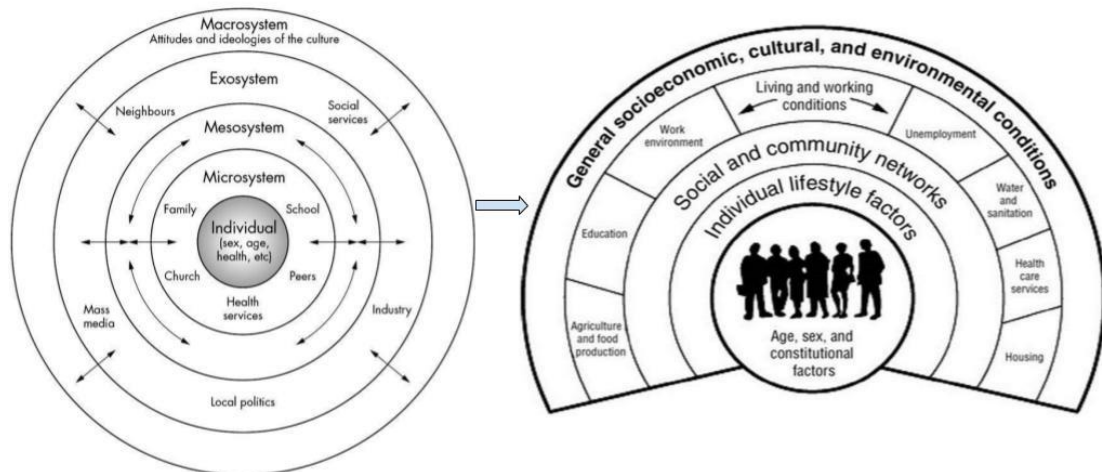 Macrosystem
Attitudes and ideologies of the culture
Exosystem
Neighbours
Social
services
Mesosystem
Microsystem
Family
School
Individual
(sex, age,
health, etc)
Church
Peers
Health
services
Mass
media
Industry
Local politics
General socioeconomic, cultural, and environmental conditions
Living and working
conditions
Work
environment
Unemployment
Social and community networks
Individual lifestyle factors
Education
Water
and
sanitation
Health
care
services
Agriculture
and food
production
Housing
Age, sex, and
constitutional
factors